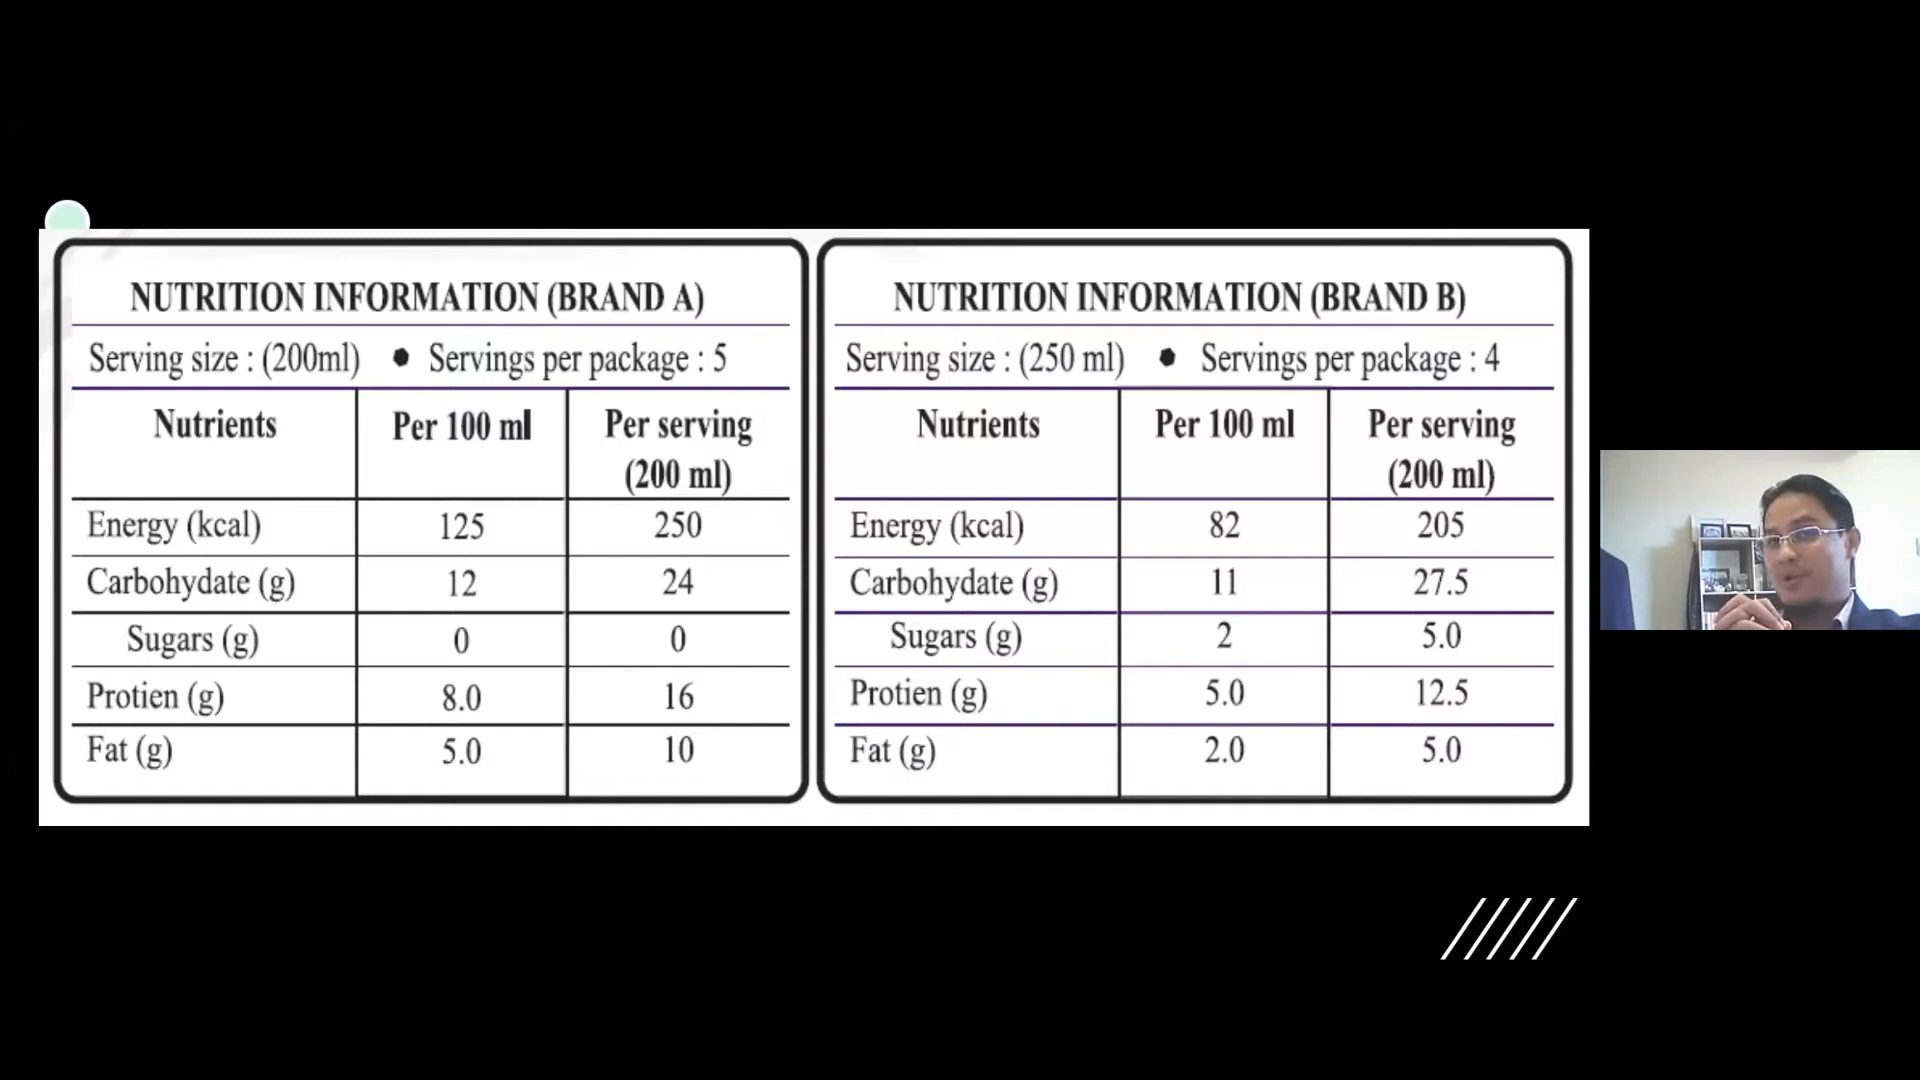 NUTRITION INFORMATION (BRAND A)
Serving size : (200ml) ● Servings per package : 5
Nutrients Per 100 ml Per serving (200 ml)
Energy (kcal) 125 250
Carbohydate (g) 12 24
Sugars (g) 0 0
Protien (g) 8.0 16
Fat (g) 5.0 10
NUTRITION INFORMATION (BRAND B)
Serving size : (250 ml) ● Servings per package : 4
Nutrients Per 100 ml Per serving (200 ml)
Energy (kcal) 82 205
Carbohydate (g) 11 27.5
Sugars (g) 2 5.0
Protien (g) 5.0 12.5
Fat (g) 2.0 5.0